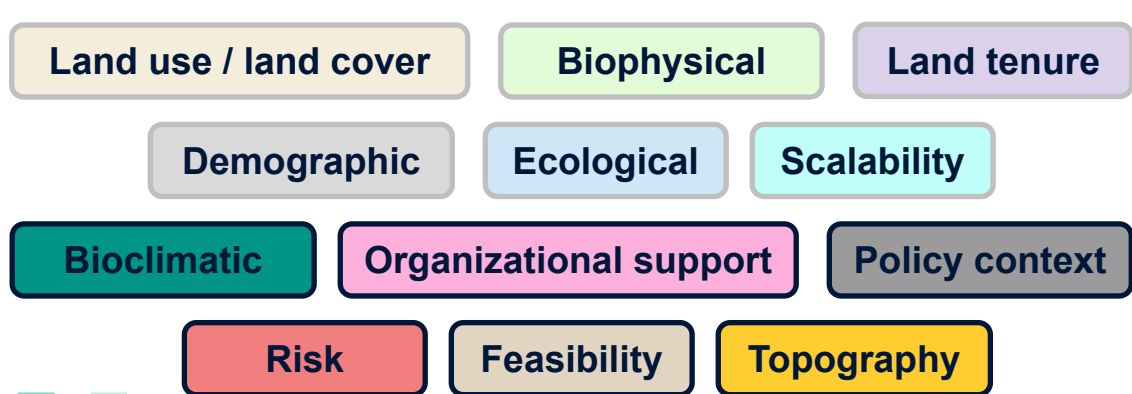 Land use / land cover Biophysical Land tenure
Demographic Ecological Scalability
Bioclimatic Organizational support Policy context
Risk Feasibility Topography